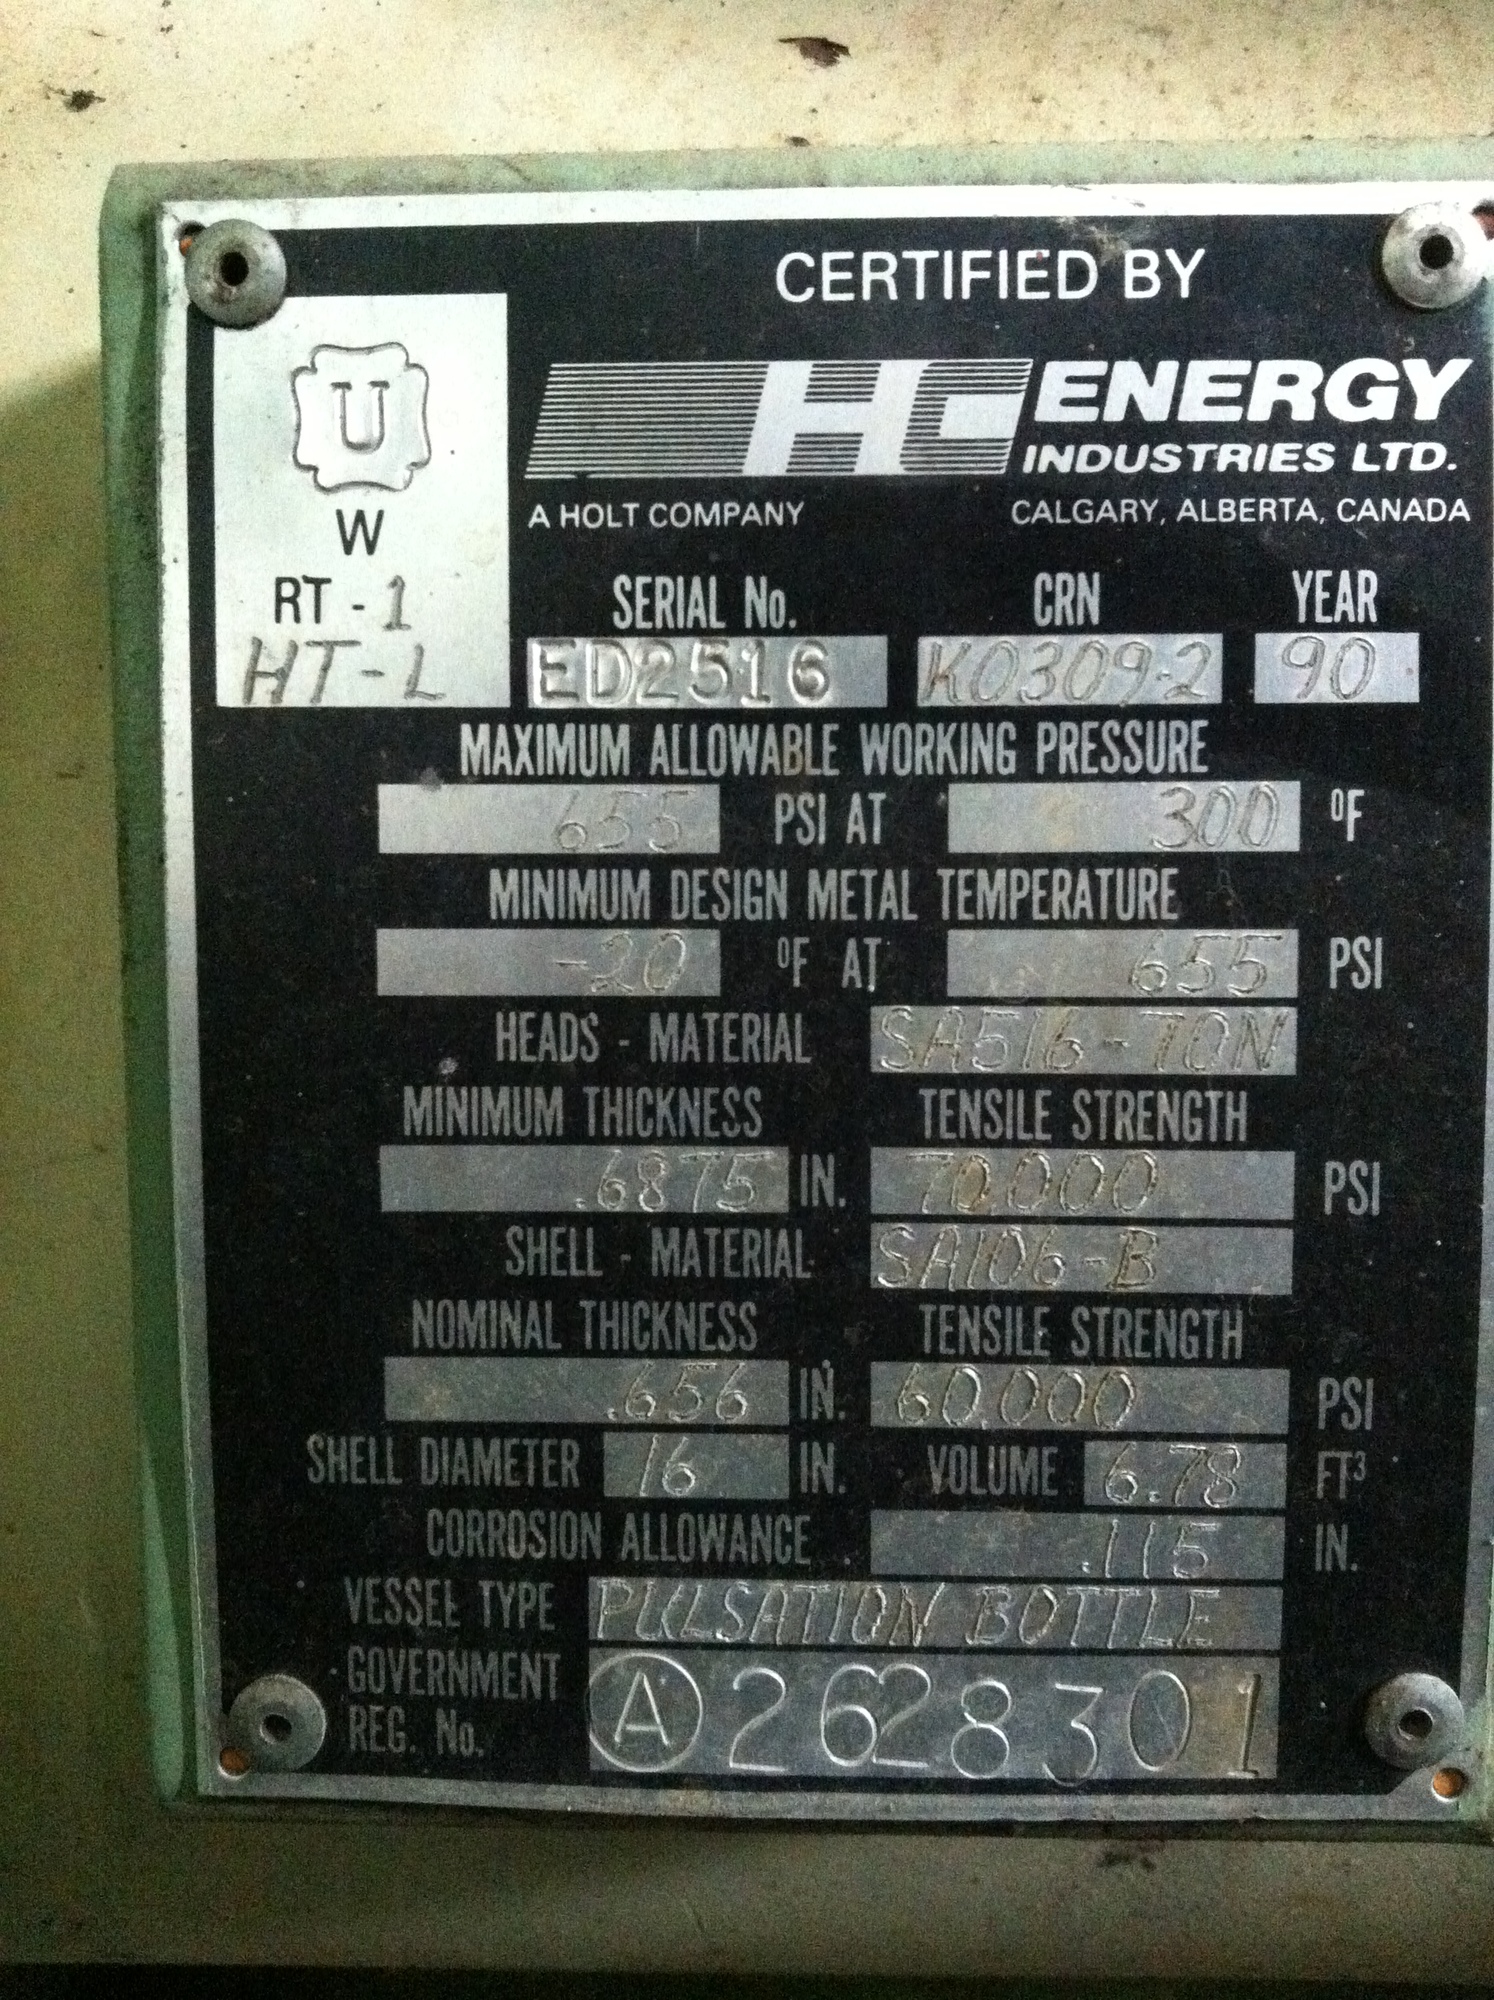 CERTIFIED BY
U
W
RT - 1
HT-L
HC ENERGY
INDUSTRIES LTD.
A HOLT COMPANY CALGARY, ALBERTA, CANADA
SERIAL No. CRN YEAR
ED2516 K0309·2 90
MAXIMUM ALLOWABLE WORKING PRESSURE
655 PSI AT 300 °F
MINIMUM DESIGN METAL TEMPERATURE
-20 °F AT 655 PSI
HEADS - MATERIAL SA516-70N
MINIMUM THICKNESS TENSILE STRENGTH
.6875 IN. 70,000 PSI
SHELL - MATERIAL SA106-B
NOMINAL THICKNESS TENSILE STRENGTH
.656 IN. 60,000 PSI
SHELL DIAMETER 16 IN. VOLUME 6.78 FT³
CORROSION ALLOWANCE .115 IN.
VESSEL TYPE PULSATION BOTTLE
GOVERNMENT
REG. No. Ⓐ2628301